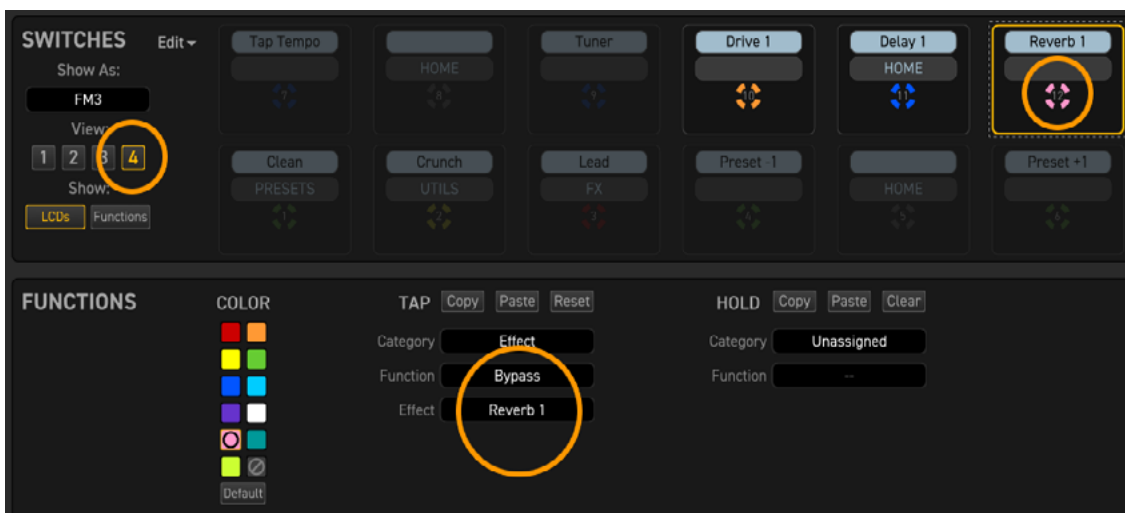 SWITCHES Edit
Show As:
FM3
View:
1 2 3 4
Show:
LCDs Functions
Tap Tempo Tuner Drive 1 Delay 1 Reverb 1
HOME HOME
7 8 9 10 11 12
Clean Crunch Lead Preset -1 Preset +1
PRESETS UTILS FX HOME
1 2 3 4 5 6
FUNCTIONS COLOR TAP Copy Paste Reset HOLD Copy Paste Clear
Category Effect Category Unassigned
Function Bypass Function --
Effect Reverb 1
Default